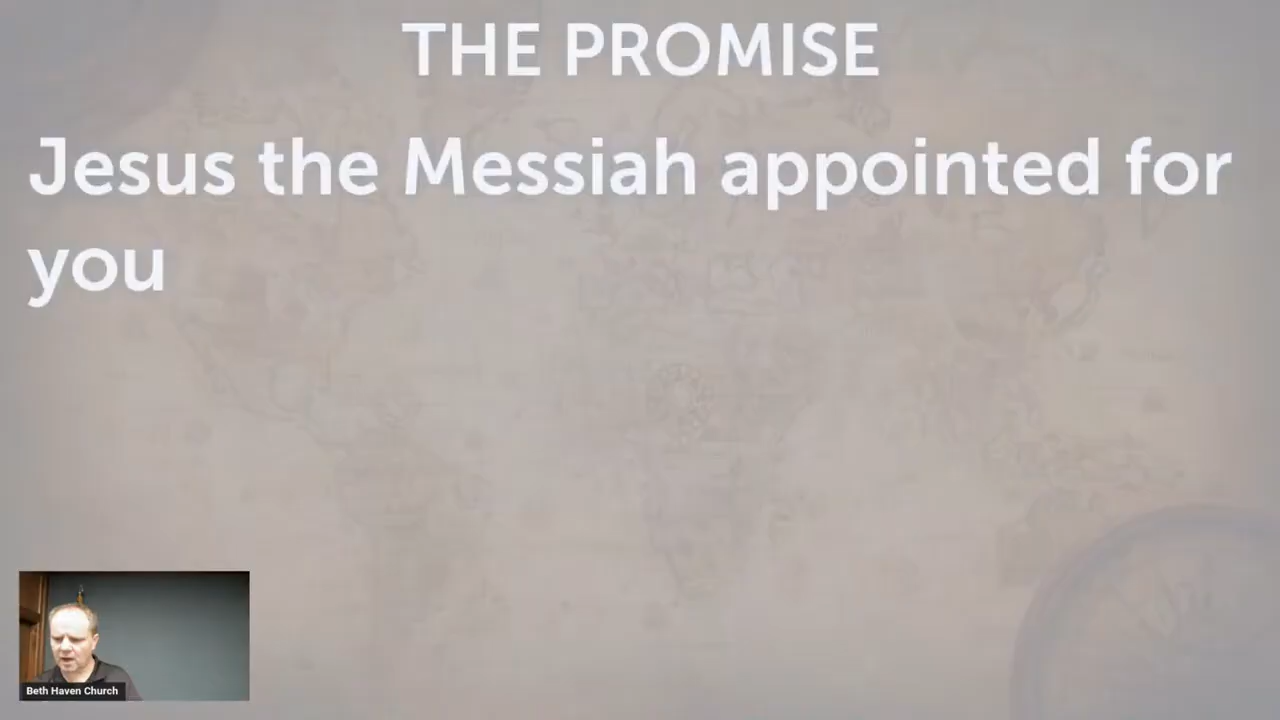 THE PROMISE
Jesus the Messiah appointed for
you
Beth Haven Church